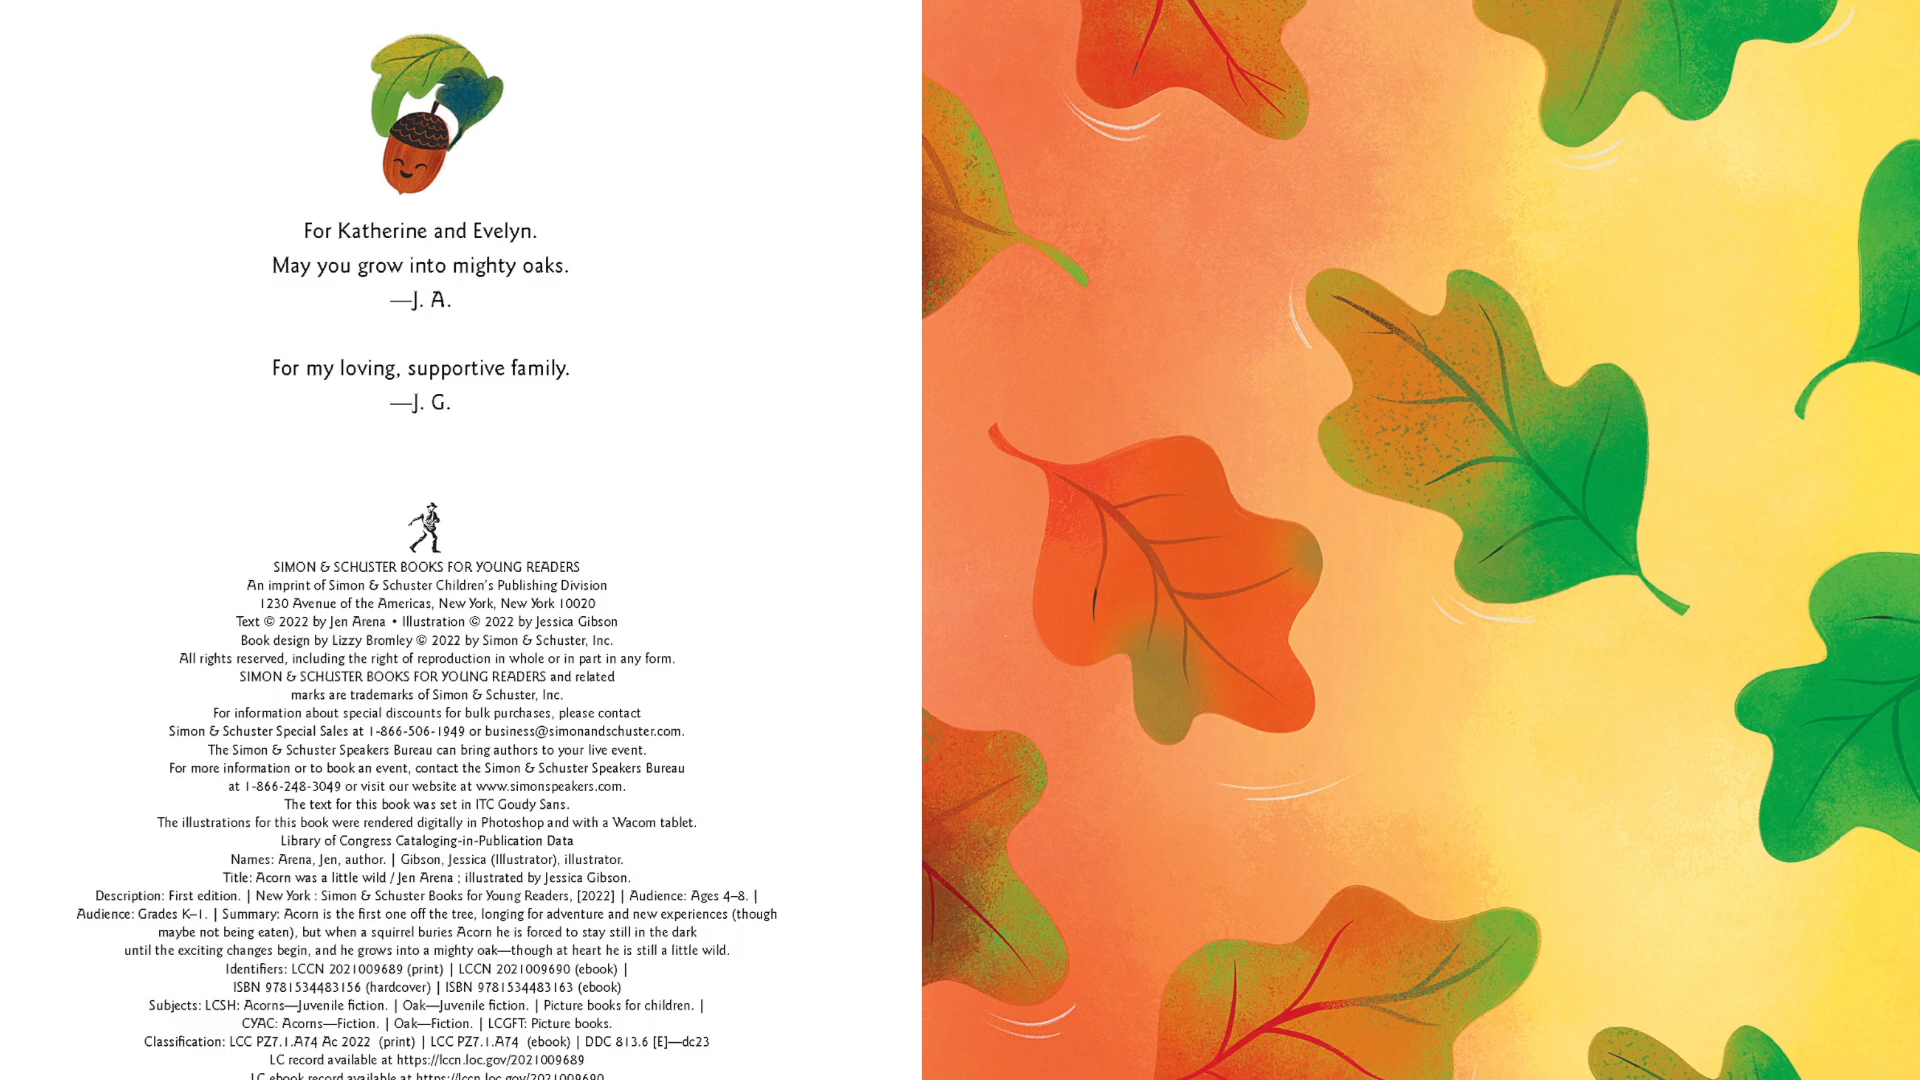 For Katherine and Evelyn.
May you grow into mighty oaks.
—J. A.
For my loving, supportive family.
—J. G.
SIMON & SCHUSTER BOOKS FOR YOUNG READERS
An imprint of Simon & Schuster Children's Publishing Division
1230 Avenue of the Americas, New York, New York 10020
Text © 2022 by Jen Arena • Illustration © 2022 by Jessica Gibson
Book design by Lizzy Bromley © 2022 by Simon & Schuster, Inc.
All rights reserved, including the right of reproduction in whole or in part in any form.
SIMON & SCHUSTER BOOKS FOR YOUNG READERS and related
marks are trademarks of Simon & Schuster, Inc.
For information about special discounts for bulk purchases, please contact
Simon & Schuster Special Sales at 1-866-506-1949 or business@simonandschuster.com.
The Simon & Schuster Speakers Bureau can bring authors to your live event.
For more information or to book an event, contact the Simon & Schuster Speakers Bureau
at 1-866-248-3049 or visit our website at www.simonspeakers.com.
The text for this book was set in ITC Goudy Sans.
The illustrations for this book were rendered digitally in Photoshop and with a Wacom tablet.
Library of Congress Cataloging-in-Publication Data
Names: Arena, Jen, author. | Gibson, Jessica (Illustrator), illustrator.
Title: Acorn was a little wild / Jen Arena ; illustrated by Jessica Gibson.
Description: First edition. | New York : Simon & Schuster Books for Young Readers, [2022] | Audience: Ages 4–8. |
Audience: Grades K–1. | Summary: Acorn is the first one off the tree, longing for adventure and new experiences (though
maybe not being eaten), but when a squirrel buries Acorn he is forced to stay still in the dark
until the exciting changes begin, and he grows into a mighty oak—though at heart he is still a little wild.
Identifiers: LCCN 2021009689 (print) | LCCN 2021009690 (ebook) |
ISBN 9781534483156 (hardcover) | ISBN 9781534483163 (ebook)
Subjects: LCSH: Acorns—Juvenile fiction. | Oak—Juvenile fiction. | Picture books for children. |
CYAC: Acorns—Fiction. | Oak—Fiction. | LCGFT: Picture books.
Classification: LCC PZ7.1.A74 Ac 2022 (print) | LCC PZ7.1.A74 (ebook) | DDC 813.6 [E]—dc23
LC record available at https://lccn.loc.gov/2021009689
LC ebook record available at https://lccn.loc.gov/2021009690